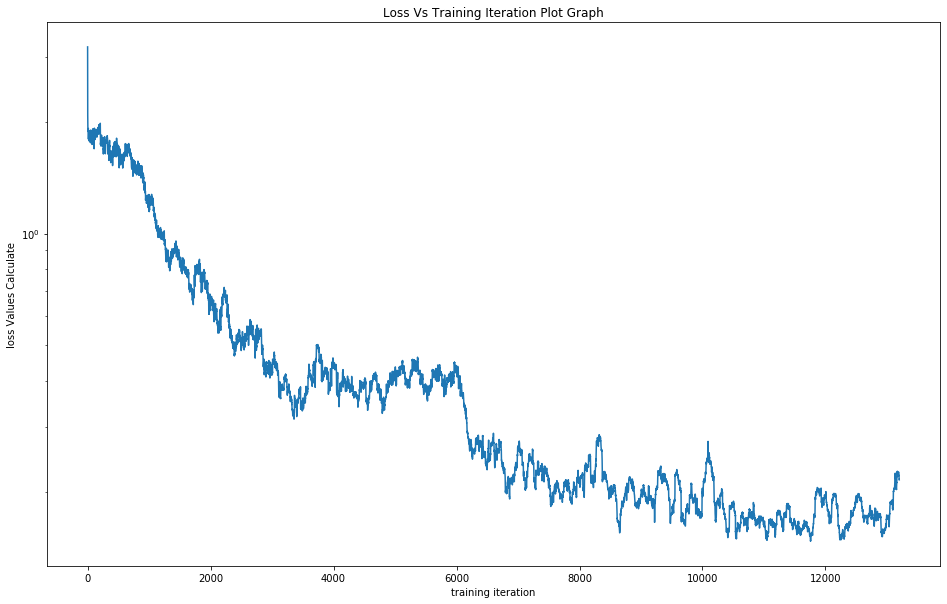 Loss Vs Training Iteration Plot Graph
loss Values Calculate
10⁰
0 2000 4000 6000 8000 10000 12000
training iteration